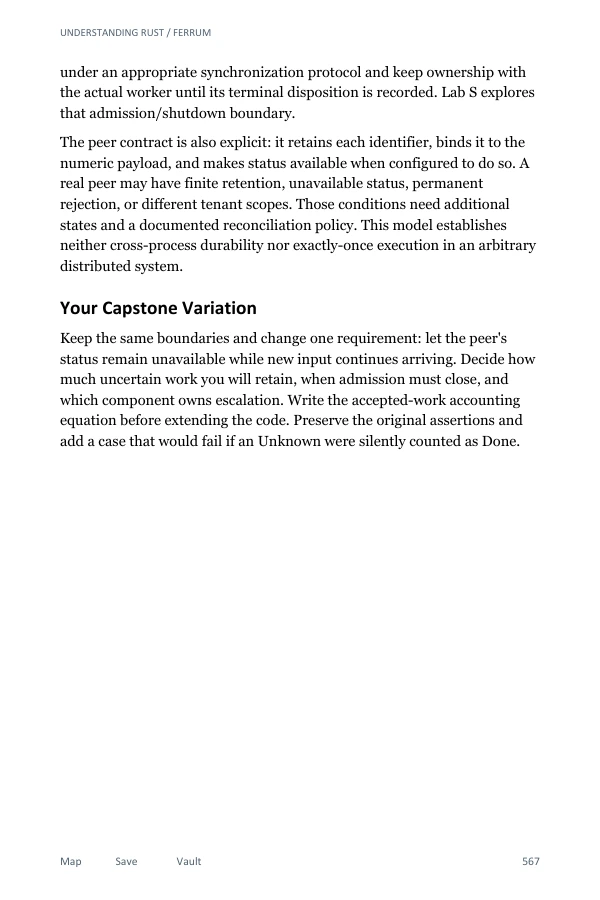 UNDERSTANDING RUST / FERRUM
under an appropriate synchronization protocol and keep ownership with
the actual worker until its terminal disposition is recorded. Lab S explores
that admission/shutdown boundary.
The peer contract is also explicit: it retains each identifier, binds it to the
numeric payload, and makes status available when configured to do so. A
real peer may have finite retention, unavailable status, permanent
rejection, or different tenant scopes. Those conditions need additional
states and a documented reconciliation policy. This model establishes
neither cross-process durability nor exactly-once execution in an arbitrary
distributed system.
Your Capstone Variation
Keep the same boundaries and change one requirement: let the peer's
status remain unavailable while new input continues arriving. Decide how
much uncertain work you will retain, when admission must close, and
which component owns escalation. Write the accepted-work accounting
equation before extending the code. Preserve the original assertions and
add a case that would fail if an Unknown were silently counted as Done.
Map Save Vault 567